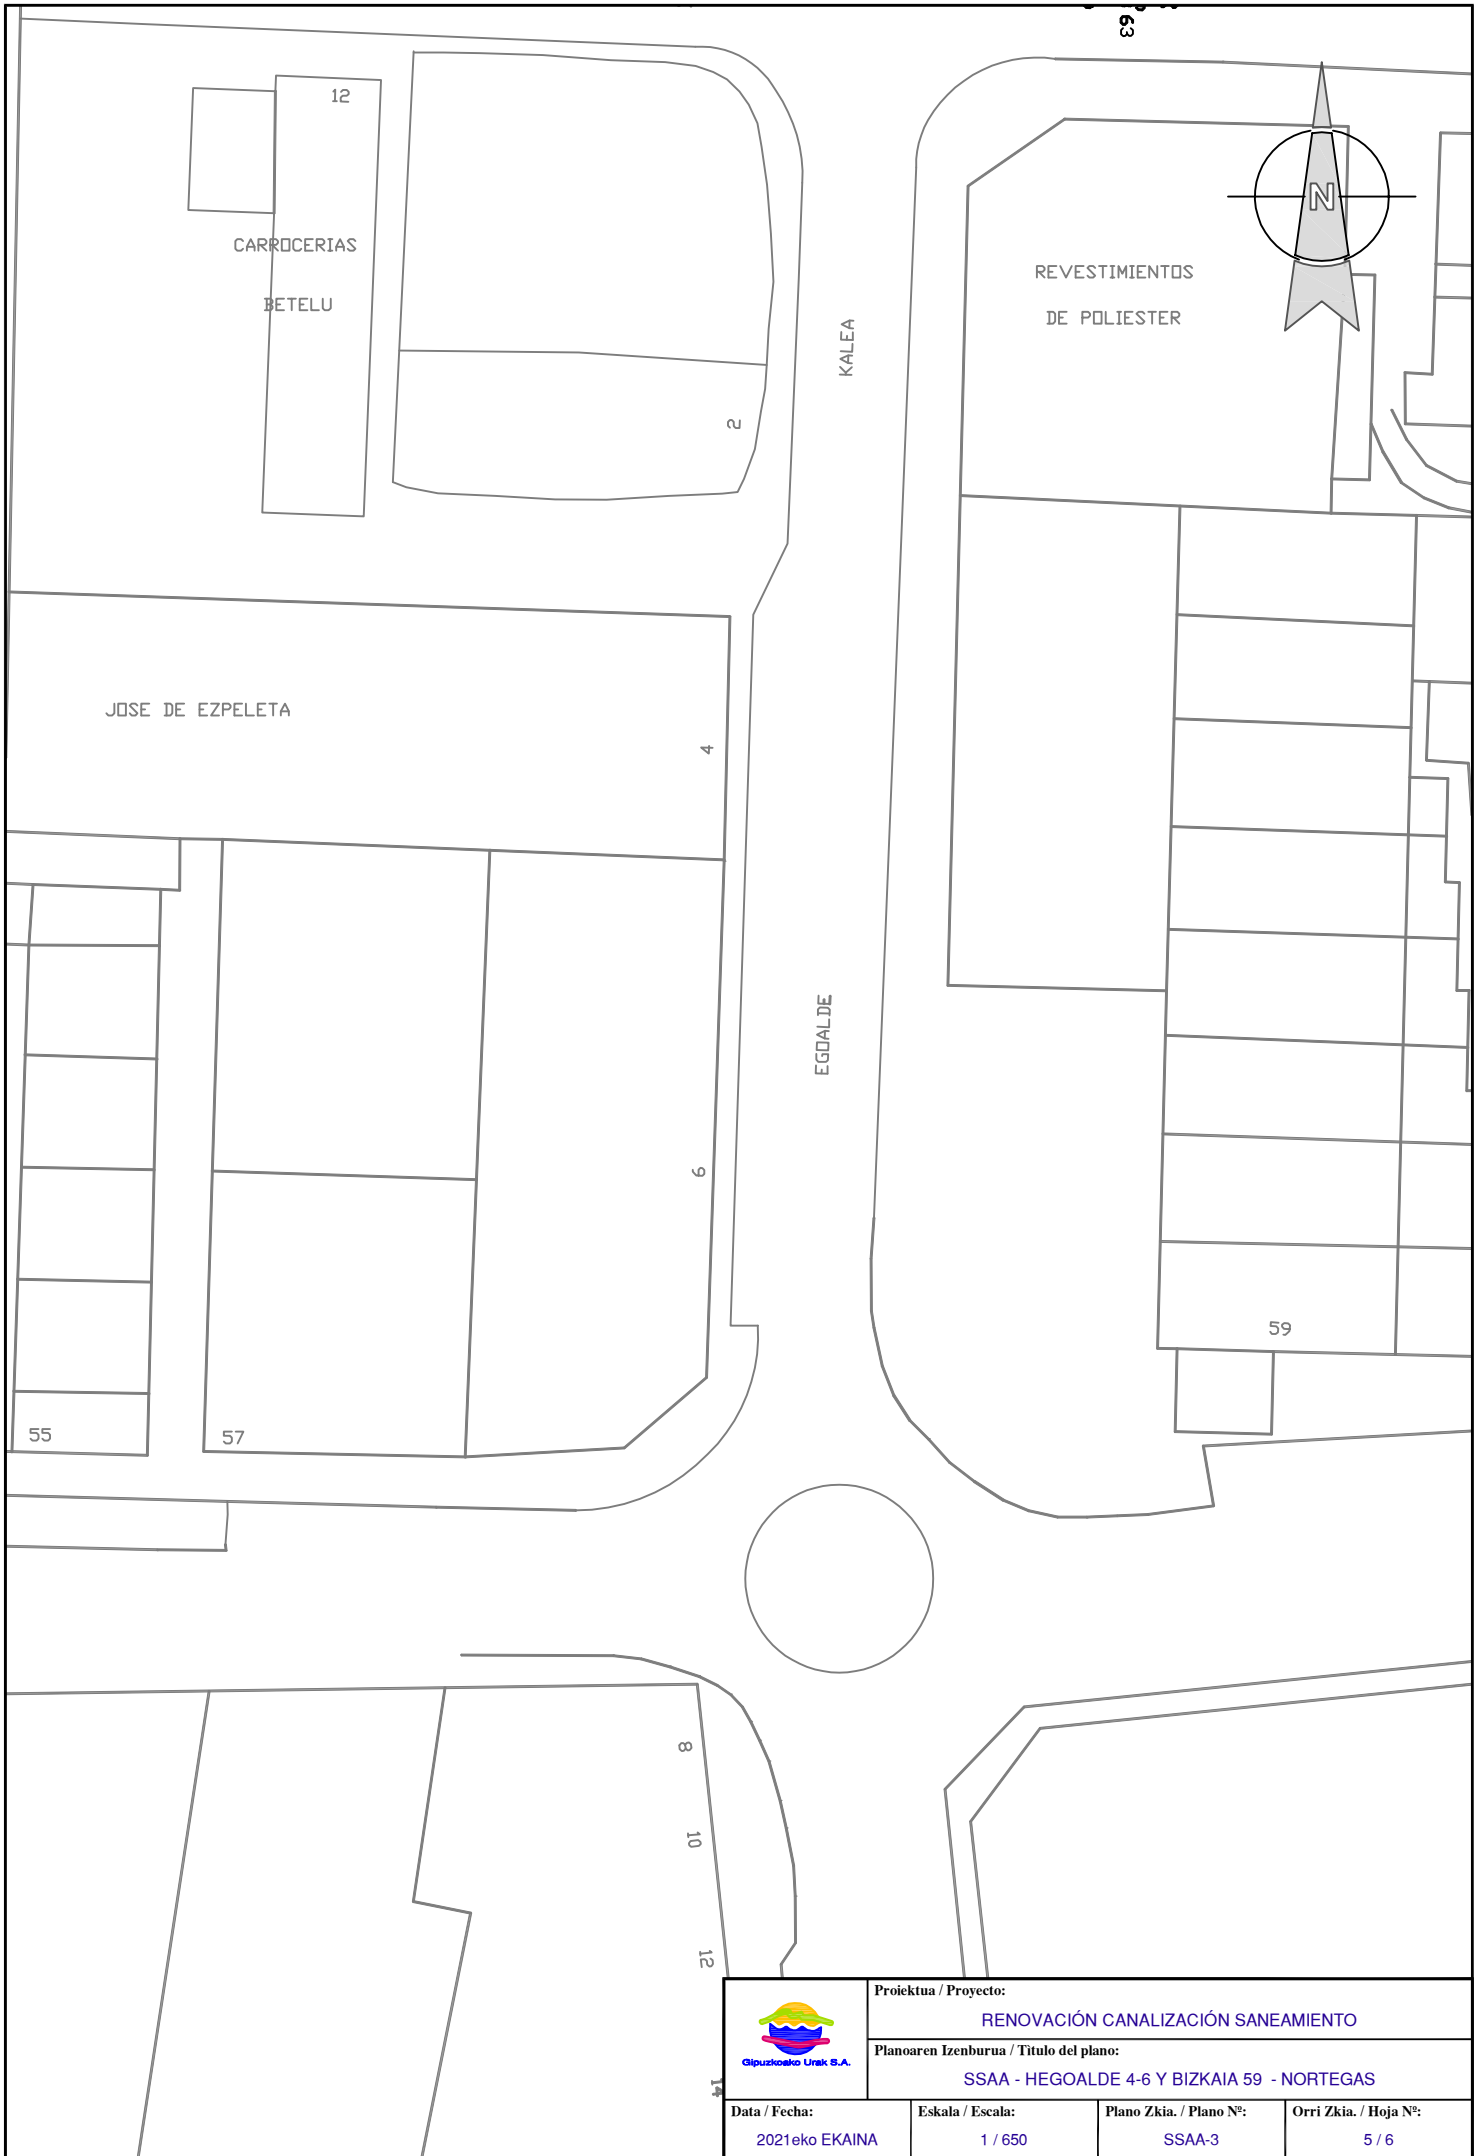 63
12
CARROCERIAS
BETELU
N
REVESTIMIENTOS
DE POLIESTER
KALEA
2
JOSE DE EZPELETA
4
EGOALDE
6
59
55
57
8
10
12
14
Gipuzkoako Urak S.A.
Proiektua / Proyecto:
RENOVACIÓN CANALIZACIÓN SANEAMIENTO
Planoaren Izenburua / Título del plano:
SSAA - HEGOALDE 4-6 Y BIZKAIA 59 - NORTEGAS
Data / Fecha:
2021eko EKAINA
Eskala / Escala:
1 / 650
Plano Zkia. / Plano Nº:
SSAA-3
Orri Zkia. / Hoja Nº:
5 / 6